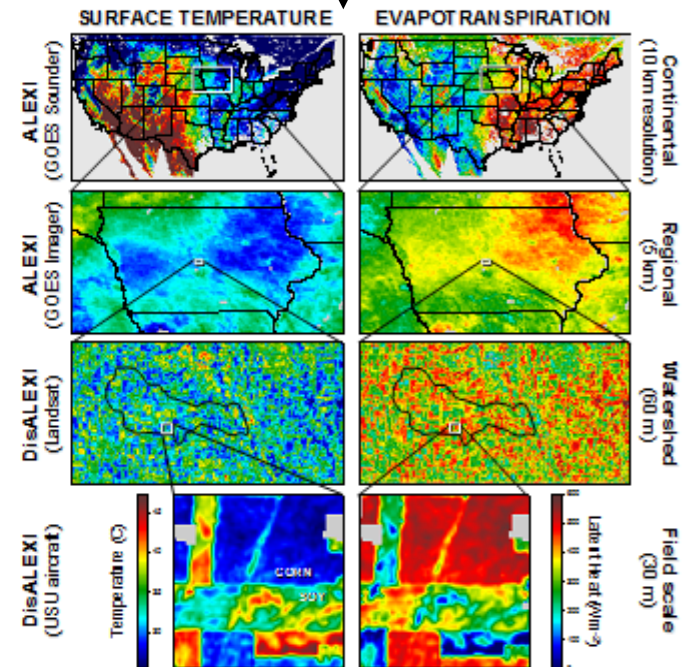 SURFACE TEMPERATURE
EVAPOTRANSPIRATION
ALEXI
(GOES Sounder)
Continental
(10 km resolution)
ALEXI
(GOES Imager)
Regional
(5 km)
DisALEXI
(Landsat)
Watershed
(60 m)
DisALEXI
(USU aircraft)
Temperature (C)
CORN
SOY
Latent Heat (Wm-2)
Field scale
(30 m)